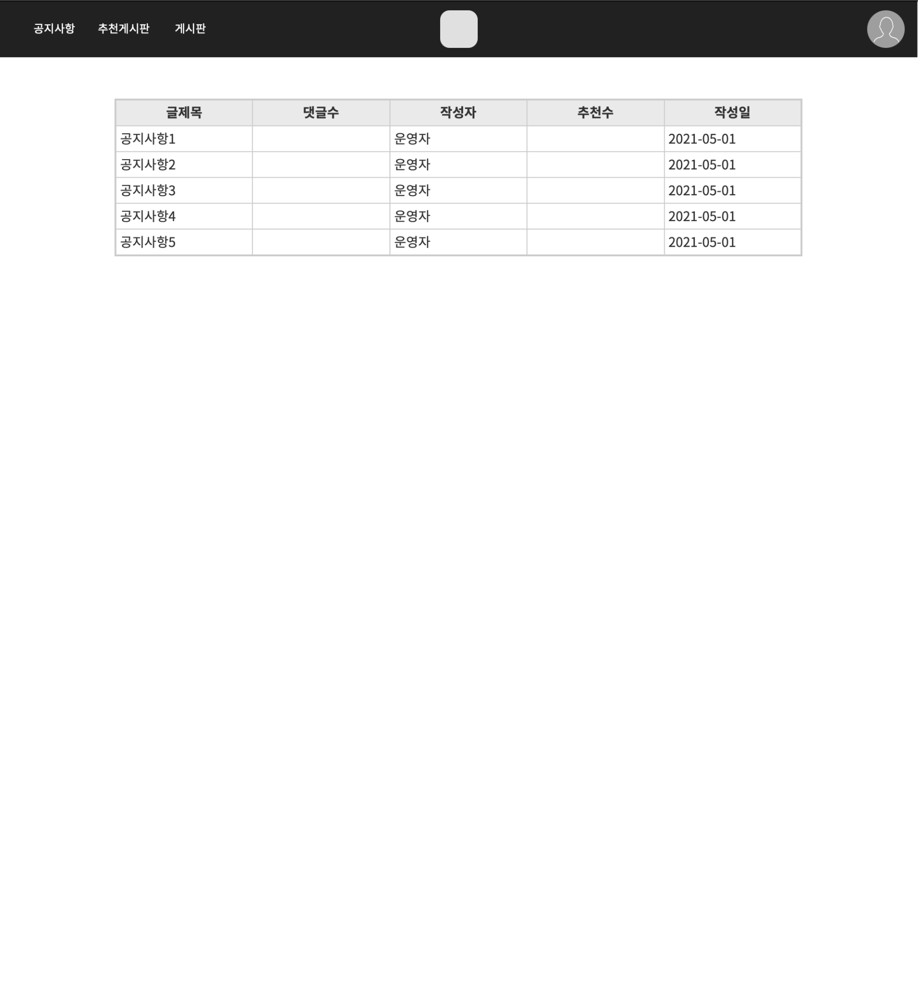 공지사항 추천게시판 게시판
글제목 댓글수 작성자 추천수 작성일
공지사항1 운영자 2021-05-01
공지사항2 운영자 2021-05-01
공지사항3 운영자 2021-05-01
공지사항4 운영자 2021-05-01
공지사항5 운영자 2021-05-01